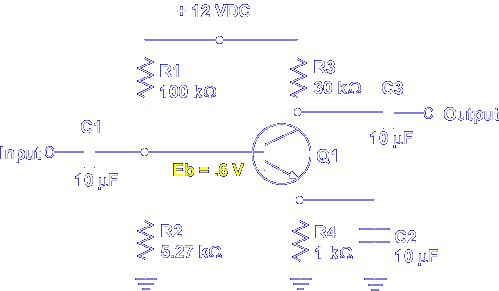 + 12 VDC
R1
100 kΩ
R3
30 kΩ
C3
10 µF
Output
C1
10 µF
Input
Eb = .6 V
Q1
R2
5.27 kΩ
R4
1 kΩ
C2
10 µF